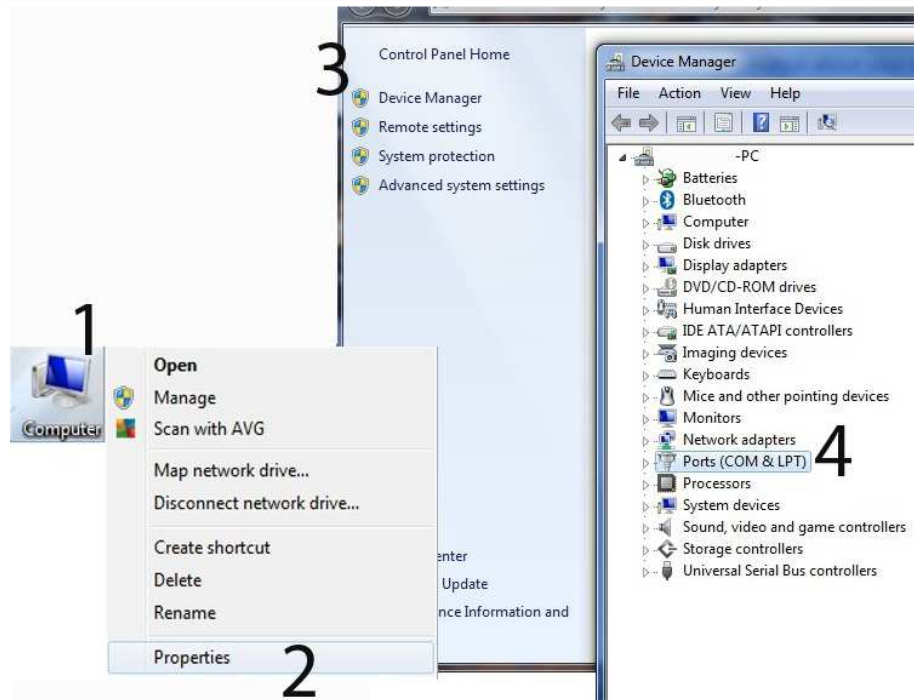 3
Control Panel Home
Device Manager
Remote settings
System protection
Advanced system settings
1
Computer
Open
Manage
Scan with AVG
Map network drive...
Disconnect network drive...
Create shortcut
Delete
Rename
Properties
2
enter
Update
nce Information and
Device Manager
File Action View Help
-PC
Batteries
Bluetooth
Computer
Disk drives
Display adapters
DVD/CD-ROM drives
Human Interface Devices
IDE ATA/ATAPI controllers
Imaging devices
Keyboards
Mice and other pointing devices
Monitors
Network adapters
Ports (COM & LPT)
4
Processors
System devices
Sound, video and game controllers
Storage controllers
Universal Serial Bus controllers